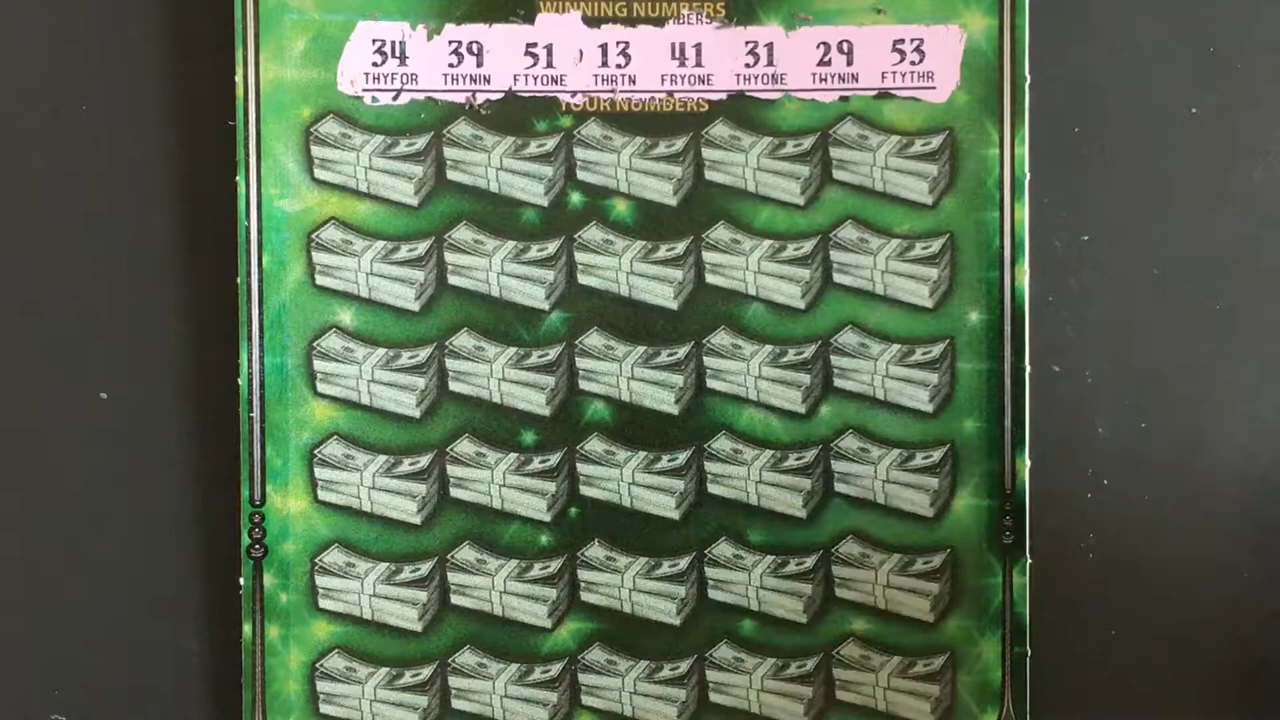 WINNING NUMBERS
34 39 51 13 41 31 29 53
THYFOR THYNIN FTYONE THRTN FRYONE THYONE TWYNIN FTYTHR
YOUR NUMBERS